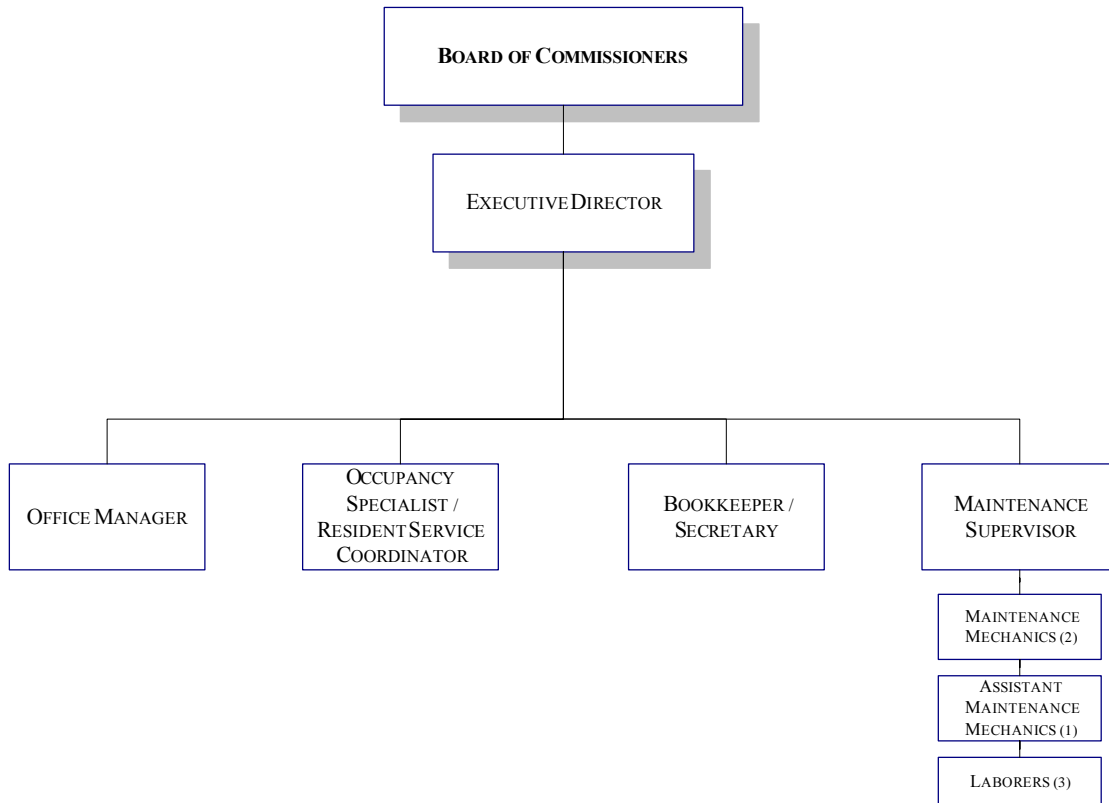 BOARD OF COMMISSIONERS
EXECUTIVE DIRECTOR
OFFICE MANAGER
OCCUPANCY
SPECIALIST /
RESIDENT SERVICE
COORDINATOR
BOOKKEEPER /
SECRETARY
MAINTENANCE
SUPERVISOR
MAINTENANCE
MECHANICS (2)
ASSISTANT
MAINTENANCE
MECHANICS (1)
LABORERS (3)